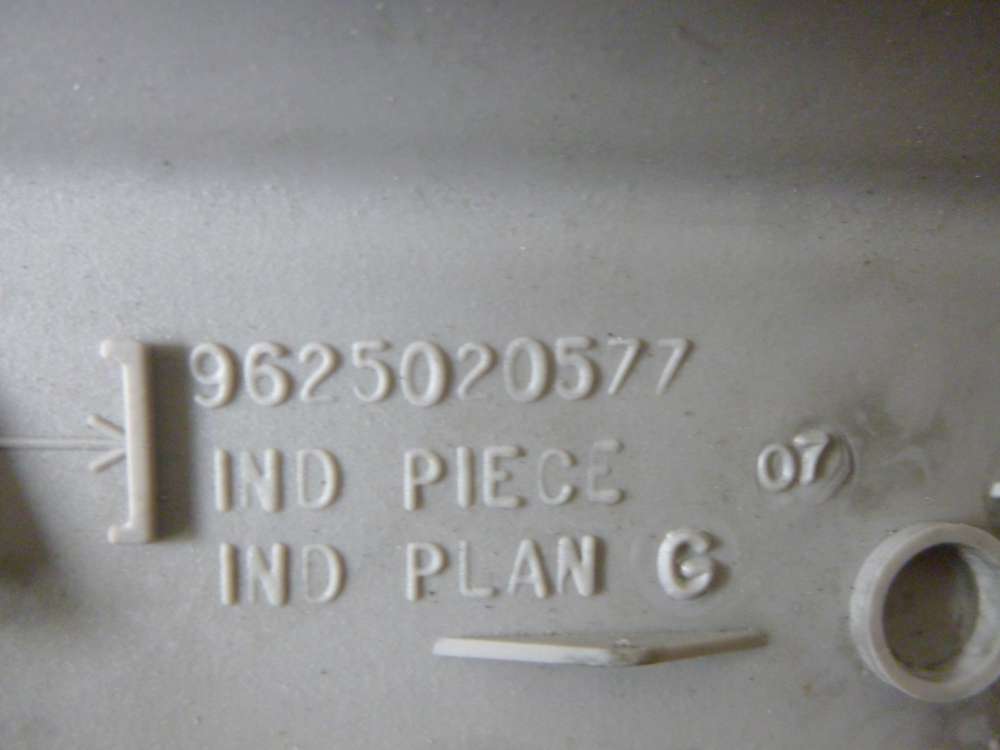 9625020577
IND PIECE 07
IND PLAN G